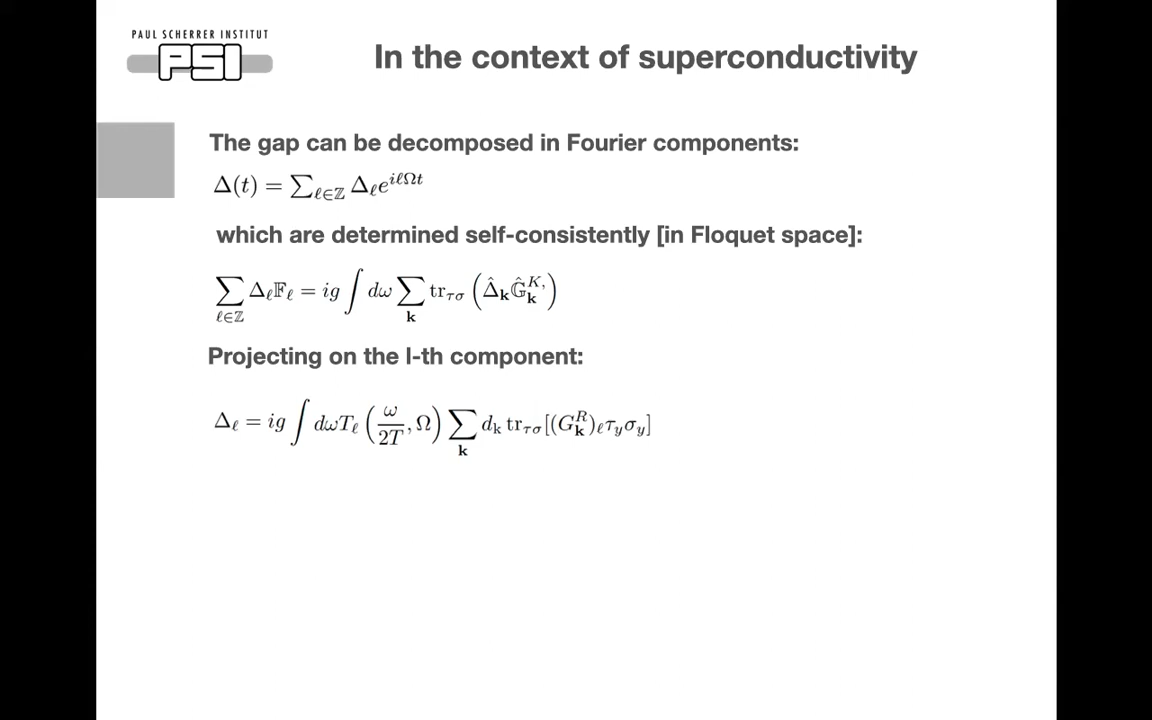 PAUL SCHERRER INSTITUT
PSI
In the context of superconductivity
The gap can be decomposed in Fourier components:
Δ(t) = ∑_{ℓ∈ℤ} Δ_ℓ e^{iℓΩt}
which are determined self-consistently [in Floquet space]:
∑_{ℓ∈ℤ} Δ_ℓ 𝔽_ℓ = ig ∫ dω ∑_𝐤 tr_{τσ} (Δ̂_𝐤 𝔾̂_𝐤^{K,})
Projecting on the l-th component:
Δ_ℓ = ig ∫ dω T_ℓ (ω/2T, Ω) ∑_𝐤 d_k tr_{τσ}[(G_𝐤^R)_ℓ τ_y σ_y]